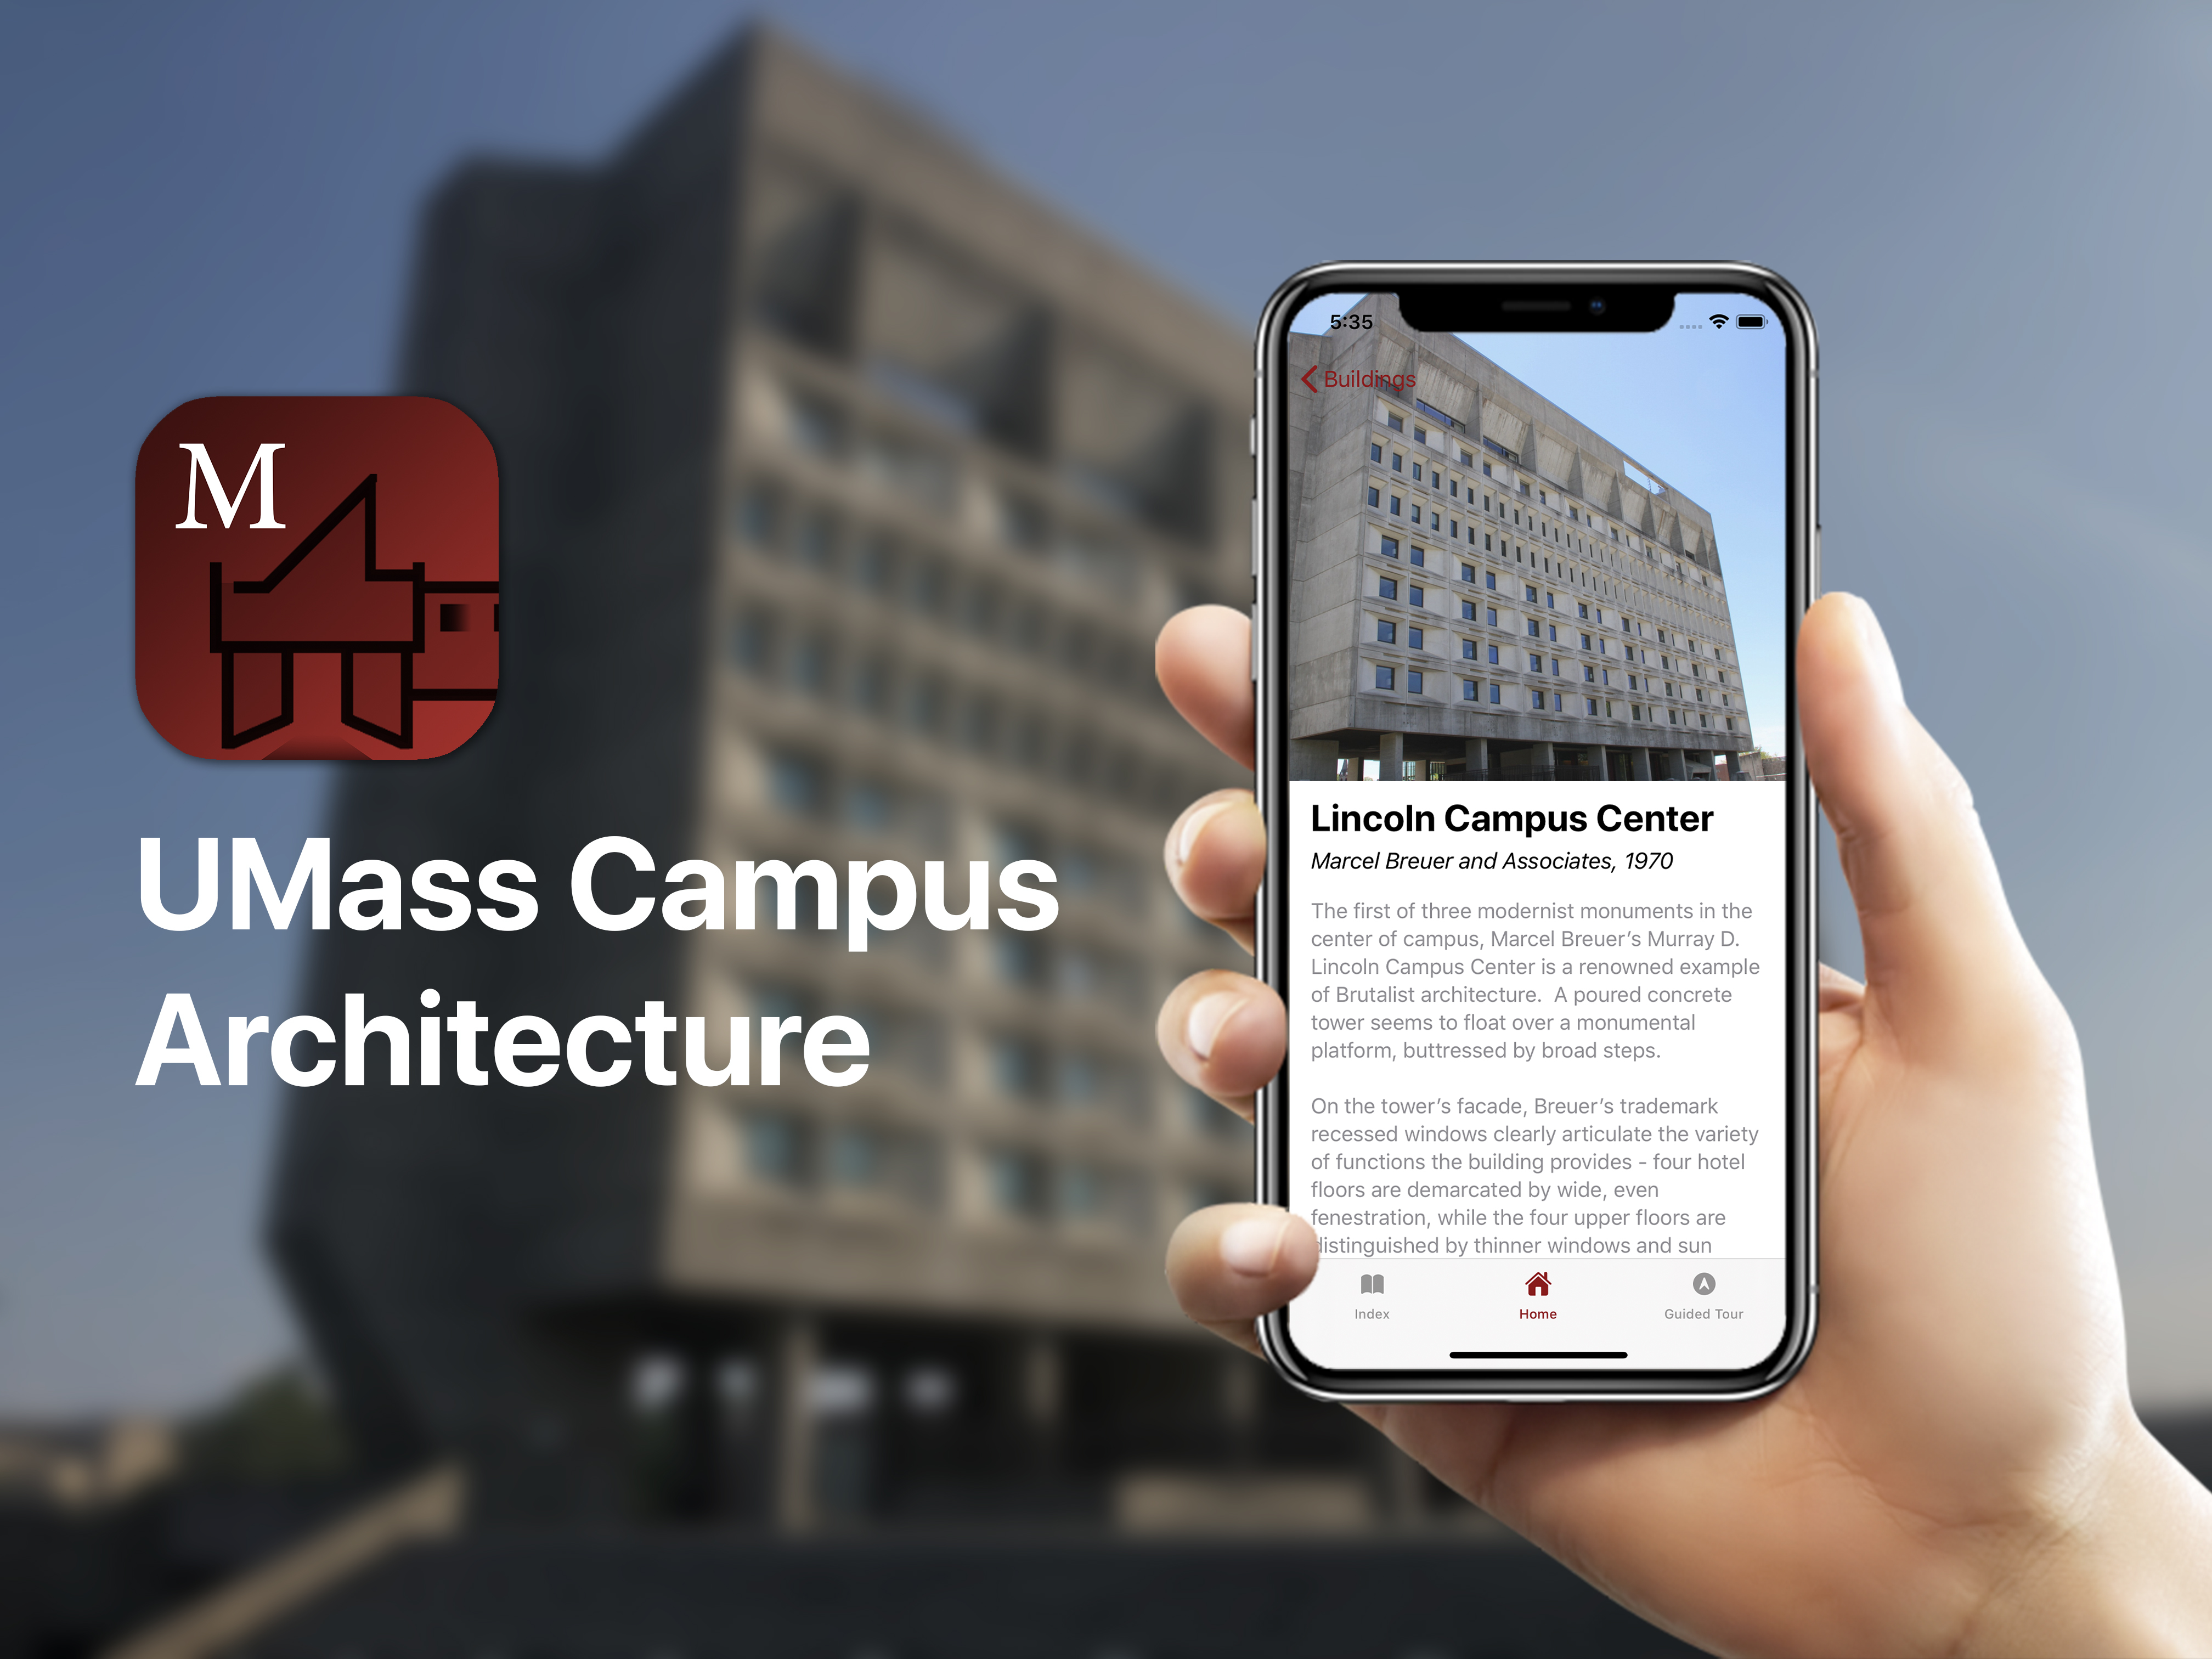 M
UMass Campus
Architecture
5:35
Buildings
Lincoln Campus Center
Marcel Breuer and Associates, 1970
The first of three modernist monuments in the
center of campus, Marcel Breuer’s Murray D.
Lincoln Campus Center is a renowned example
of Brutalist architecture.  A poured concrete
tower seems to float over a monumental
platform, buttressed by broad steps.
On the tower’s facade, Breuer’s trademark
recessed windows clearly articulate the variety
of functions the building provides - four hotel
floors are demarcated by wide, even
fenestration, while the four upper floors are
distinguished by thinner windows and sun
Index
Home
Guided Tour